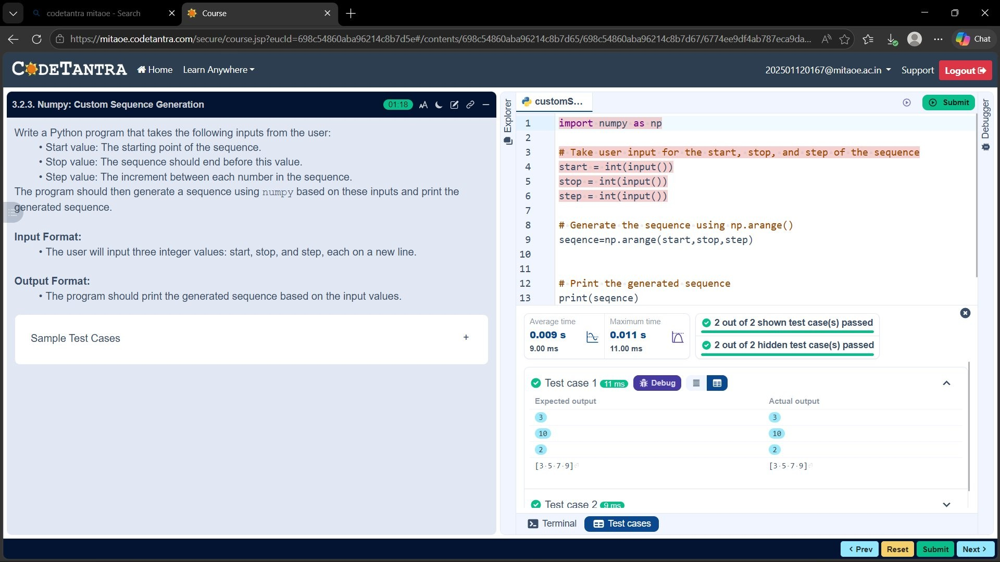 codetantra mitaoe - Search
Course
https://mitaoe.codetantra.com/secure/course.jsp?eucId=698c54860aba96214c8b7d5e#/contents/698c54860aba96214c8b7d65/698c54860aba96214c8b7d67/6774ee9df4ab787eca9da...
Chat
CODETANTRA
Home
Learn Anywhere
202501120167@mitaoe.ac.in
Support
Logout
3.2.3. Numpy: Custom Sequence Generation
01:18
Write a Python program that takes the following inputs from the user:
• Start value: The starting point of the sequence.
• Stop value: The sequence should end before this value.
• Step value: The increment between each number in the sequence.
The program should then generate a sequence using numpy based on these inputs and print the
generated sequence.
Input Format:
• The user will input three integer values: start, stop, and step, each on a new line.
Output Format:
• The program should print the generated sequence based on the input values.
Sample Test Cases
+
Explorer
customS...
Submit
Debugger
1 import numpy as np
2
3 # Take user input for the start, stop, and step of the sequence
4 start = int(input())
5 stop = int(input())
6 step = int(input())
7
8 # Generate the sequence using np.arange()
9 seqence=np.arange(start,stop,step)
10
11
12 # Print the generated sequence
13 print(seqence)
Average time
0.009 s
9.00 ms
Maximum time
0.011 s
11.00 ms
2 out of 2 shown test case(s) passed
2 out of 2 hidden test case(s) passed
Test case 1 11 ms Debug
Expected output Actual output
3 3
10 10
2 2
[3·5·7·9] [3·5·7·9]
Test case 2 9 ms
Terminal
Test cases
< Prev
Reset
Submit
Next >